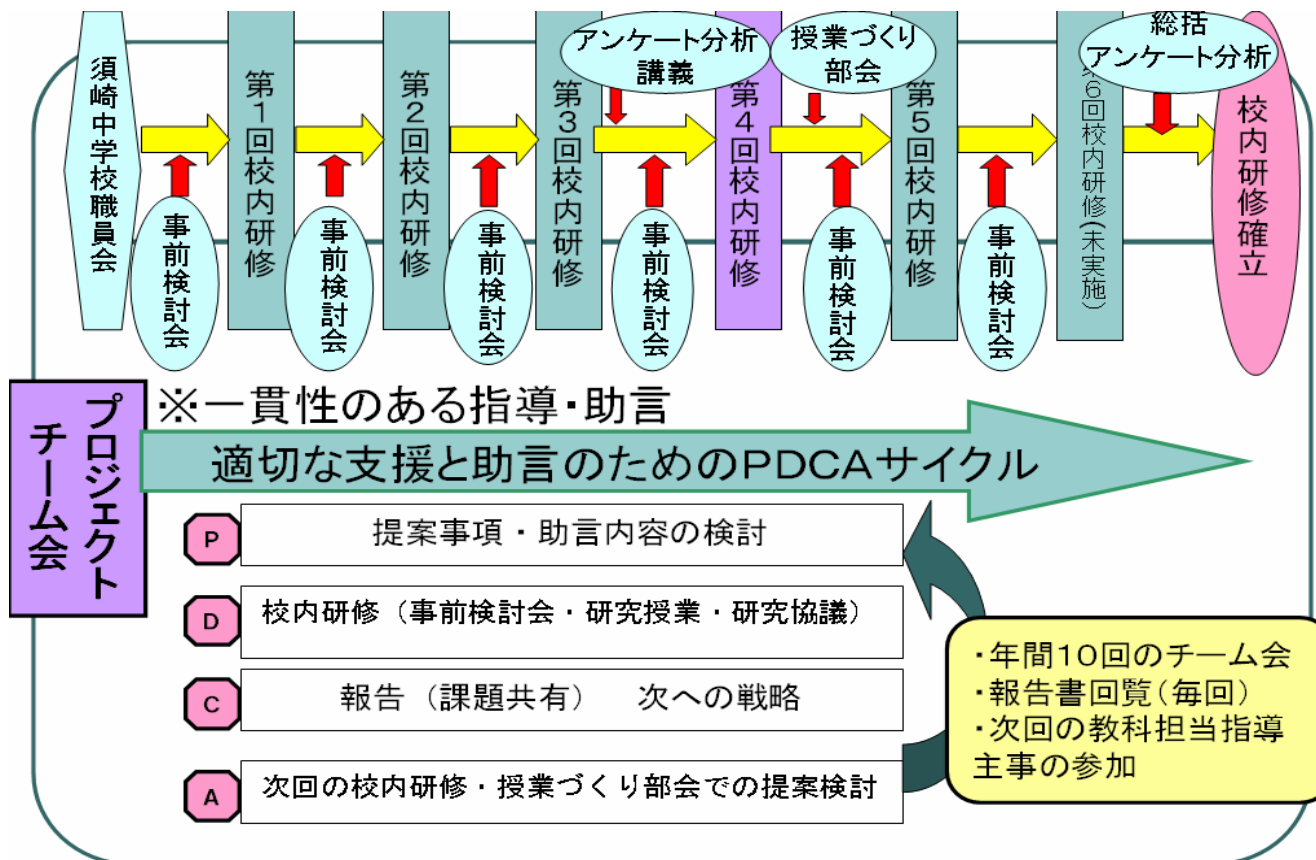 須崎中学校職員会
事前検討会
第1回校内研修
事前検討会
第2回校内研修
事前検討会
第3回校内研修
アンケート分析
講義
事前検討会
第4回校内研修
授業づくり
部会
事前検討会
第5回校内研修
事前検討会
第6回校内研修(未実施)
総括
アンケート分析
校内研修確立
プロジェクト
チーム会
※一貫性のある指導・助言
適切な支援と助言のためのPDCAサイクル
P
提案事項・助言内容の検討
D
校内研修（事前検討会・研究授業・研究協議）
C
報告（課題共有）　次への戦略
A
次回の校内研修・授業づくり部会での提案検討
・年間10回のチーム会
・報告書回覧(毎回)
・次回の教科担当指導
主事の参加